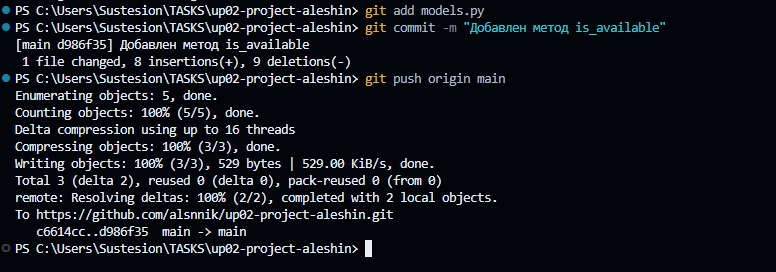 PS C:\Users\Sustesion\TASKS\up02-project-aleshin> git add models.py
PS C:\Users\Sustesion\TASKS\up02-project-aleshin> git commit -m "Добавлен метод is_available"
[main d986f35] Добавлен метод is_available
1 file changed, 8 insertions(+), 9 deletions(-)
PS C:\Users\Sustesion\TASKS\up02-project-aleshin> git push origin main
Enumerating objects: 5, done.
Counting objects: 100% (5/5), done.
Delta compression using up to 16 threads
Compressing objects: 100% (3/3), done.
Writing objects: 100% (3/3), 529 bytes | 529.00 KiB/s, done.
Total 3 (delta 2), reused 0 (delta 0), pack-reused 0 (from 0)
remote: Resolving deltas: 100% (2/2), completed with 2 local objects.
To https://github.com/alsnnik/up02-project-aleshin.git
c6614cc..d986f35  main -> main
PS C:\Users\Sustesion\TASKS\up02-project-aleshin>